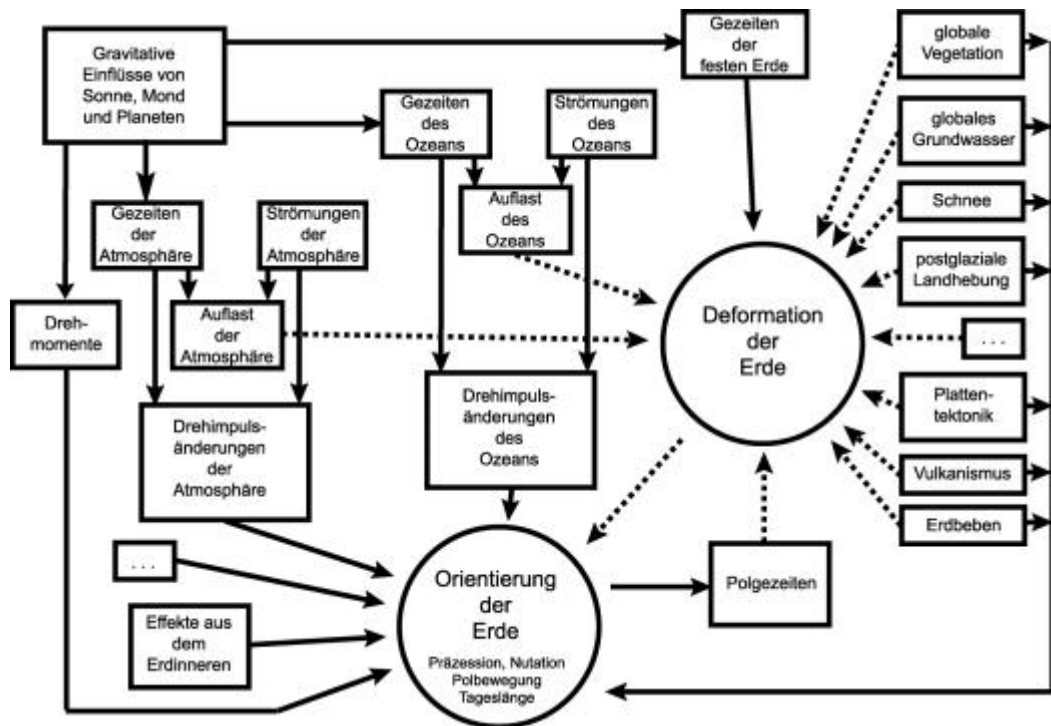 Gravitative
Einflüsse von
Sonne, Mond
und Planeten
Gezeiten
der
festen Erde
globale
Vegetation
Gezeiten
des
Ozeans
Strömungen
des
Ozeans
globales
Grundwasser
Auflast
des
Ozeans
Schnee
Gezeiten
der
Atmosphäre
Strömungen
der
Atmosphäre
postglaziale
Landhebung
Dreh-
momente
Auflast
der
Atmosphäre
Deformation
der
Erde
. . .
Platten-
tektonik
Drehimpuls-
änderungen
der
Atmosphäre
Drehimpuls-
änderungen
des
Ozeans
Vulkanismus
Erdbeben
. . .
Orientierung
der
Erde
Präzession, Nutation
Polbewegung
Tageslänge
Polgezeiten
Effekte aus
dem
Erdinneren